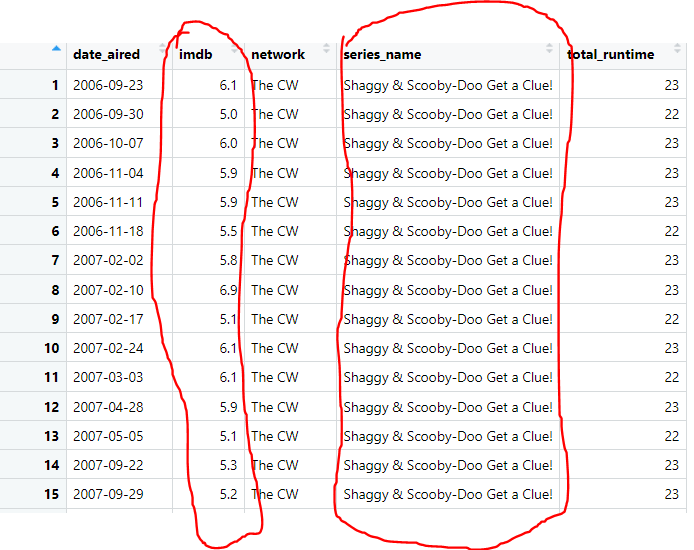 date_aired imdb network series_name total_runtime
1 2006-09-23 6.1 The CW Shaggy & Scooby-Doo Get a Clue! 23
2 2006-09-30 5.0 The CW Shaggy & Scooby-Doo Get a Clue! 22
3 2006-10-07 6.0 The CW Shaggy & Scooby-Doo Get a Clue! 23
4 2006-11-04 5.9 The CW Shaggy & Scooby-Doo Get a Clue! 23
5 2006-11-11 5.9 The CW Shaggy & Scooby-Doo Get a Clue! 23
6 2006-11-18 5.5 The CW Shaggy & Scooby-Doo Get a Clue! 22
7 2007-02-02 5.8 The CW Shaggy & Scooby-Doo Get a Clue! 23
8 2007-02-10 6.9 The CW Shaggy & Scooby-Doo Get a Clue! 23
9 2007-02-17 5.1 The CW Shaggy & Scooby-Doo Get a Clue! 22
10 2007-02-24 6.1 The CW Shaggy & Scooby-Doo Get a Clue! 23
11 2007-03-03 6.1 The CW Shaggy & Scooby-Doo Get a Clue! 22
12 2007-04-28 5.9 The CW Shaggy & Scooby-Doo Get a Clue! 23
13 2007-05-05 5.1 The CW Shaggy & Scooby-Doo Get a Clue! 22
14 2007-09-22 5.3 The CW Shaggy & Scooby-Doo Get a Clue! 23
15 2007-09-29 5.2 The CW Shaggy & Scooby-Doo Get a Clue! 23